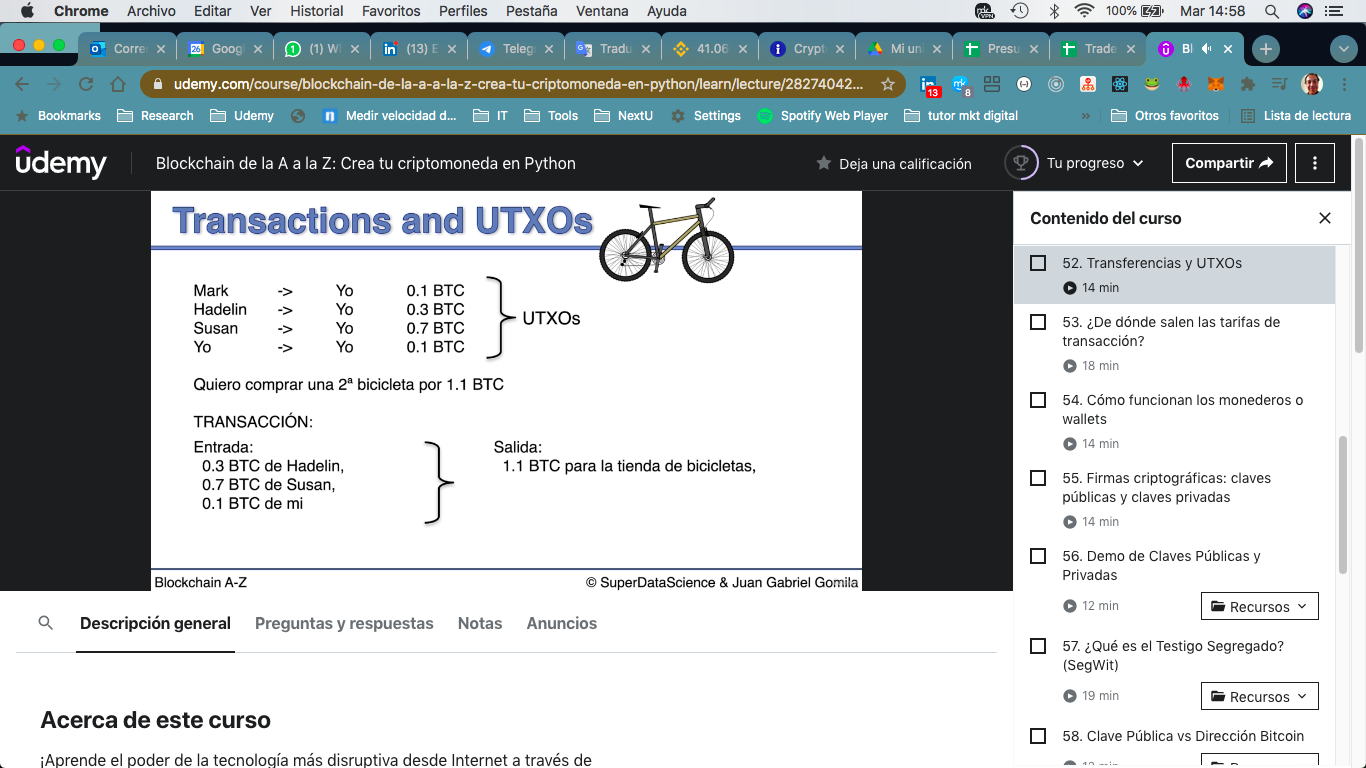 Chrome Archivo Editar Ver Historial Favoritos Perfiles Pestaña Ventana Ayuda 100% Mar 14:58
Corre Goog (1) W (13) E Teleg Tradu 41.06 Crypt Mi uni Presu Trade Bl
udemy.com/course/blockchain-de-la-a-a-la-z-crea-tu-criptomoneda-en-python/learn/lecture/28274042... 13 8
Bookmarks Research Udemy Medir velocidad d... IT Tools NextU Settings Spotify Web Player tutor mkt digital » Otros favoritos Lista de lectura
ûdemy Blockchain de la A a la Z: Crea tu criptomoneda en Python Deja una calificación Tu progreso Compartir
Transactions and UTXOs
Mark -> Yo 0.1 BTC
Hadelin -> Yo 0.3 BTC
Susan -> Yo 0.7 BTC
Yo -> Yo 0.1 BTC
UTXOs
Quiero comprar una 2ª bicicleta por 1.1 BTC
TRANSACCIÓN:
Entrada: Salida:
0.3 BTC de Hadelin, 1.1 BTC para la tienda de bicicletas,
0.7 BTC de Susan,
0.1 BTC de mi
Blockchain A-Z © SuperDataScience & Juan Gabriel Gomila
Contenido del curso
52. Transferencias y UTXOs
14 min
53. ¿De dónde salen las tarifas de
transacción?
18 min
54. Cómo funcionan los monederos o
wallets
14 min
55. Firmas criptográficas: claves
públicas y claves privadas
14 min
56. Demo de Claves Públicas y
Privadas
12 min Recursos
57. ¿Qué es el Testigo Segregado?
(SegWit)
19 min Recursos
58. Clave Pública vs Dirección Bitcoin
Descripción general Preguntas y respuestas Notas Anuncios
Acerca de este curso
¡Aprende el poder de la tecnología más disruptiva desde Internet a través de